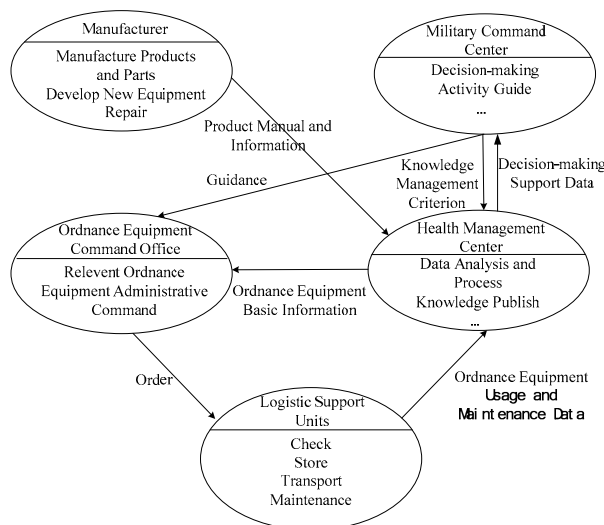 Manufacturer
Manufacture Products
and Parts
Develop New Equipment
Repair
Military Command
Center
Decision-making
Activity Guide
...
Product Manual and
Information
Guidance
Knowledge
Management
Criterion
Decision-making
Support Data
Ordnance Equipment
Command Office
Relevent Ordnance
Equipment Administrative
Command
Health Management
Center
Data Analysis and
Process
Knowledge Publish
...
Ordnance Equipment
Basic Information
Order
Logistic Support
Units
Check
Store
Transport
Maintenance
Ordnance Equipment
Usage and
Maintenance Data